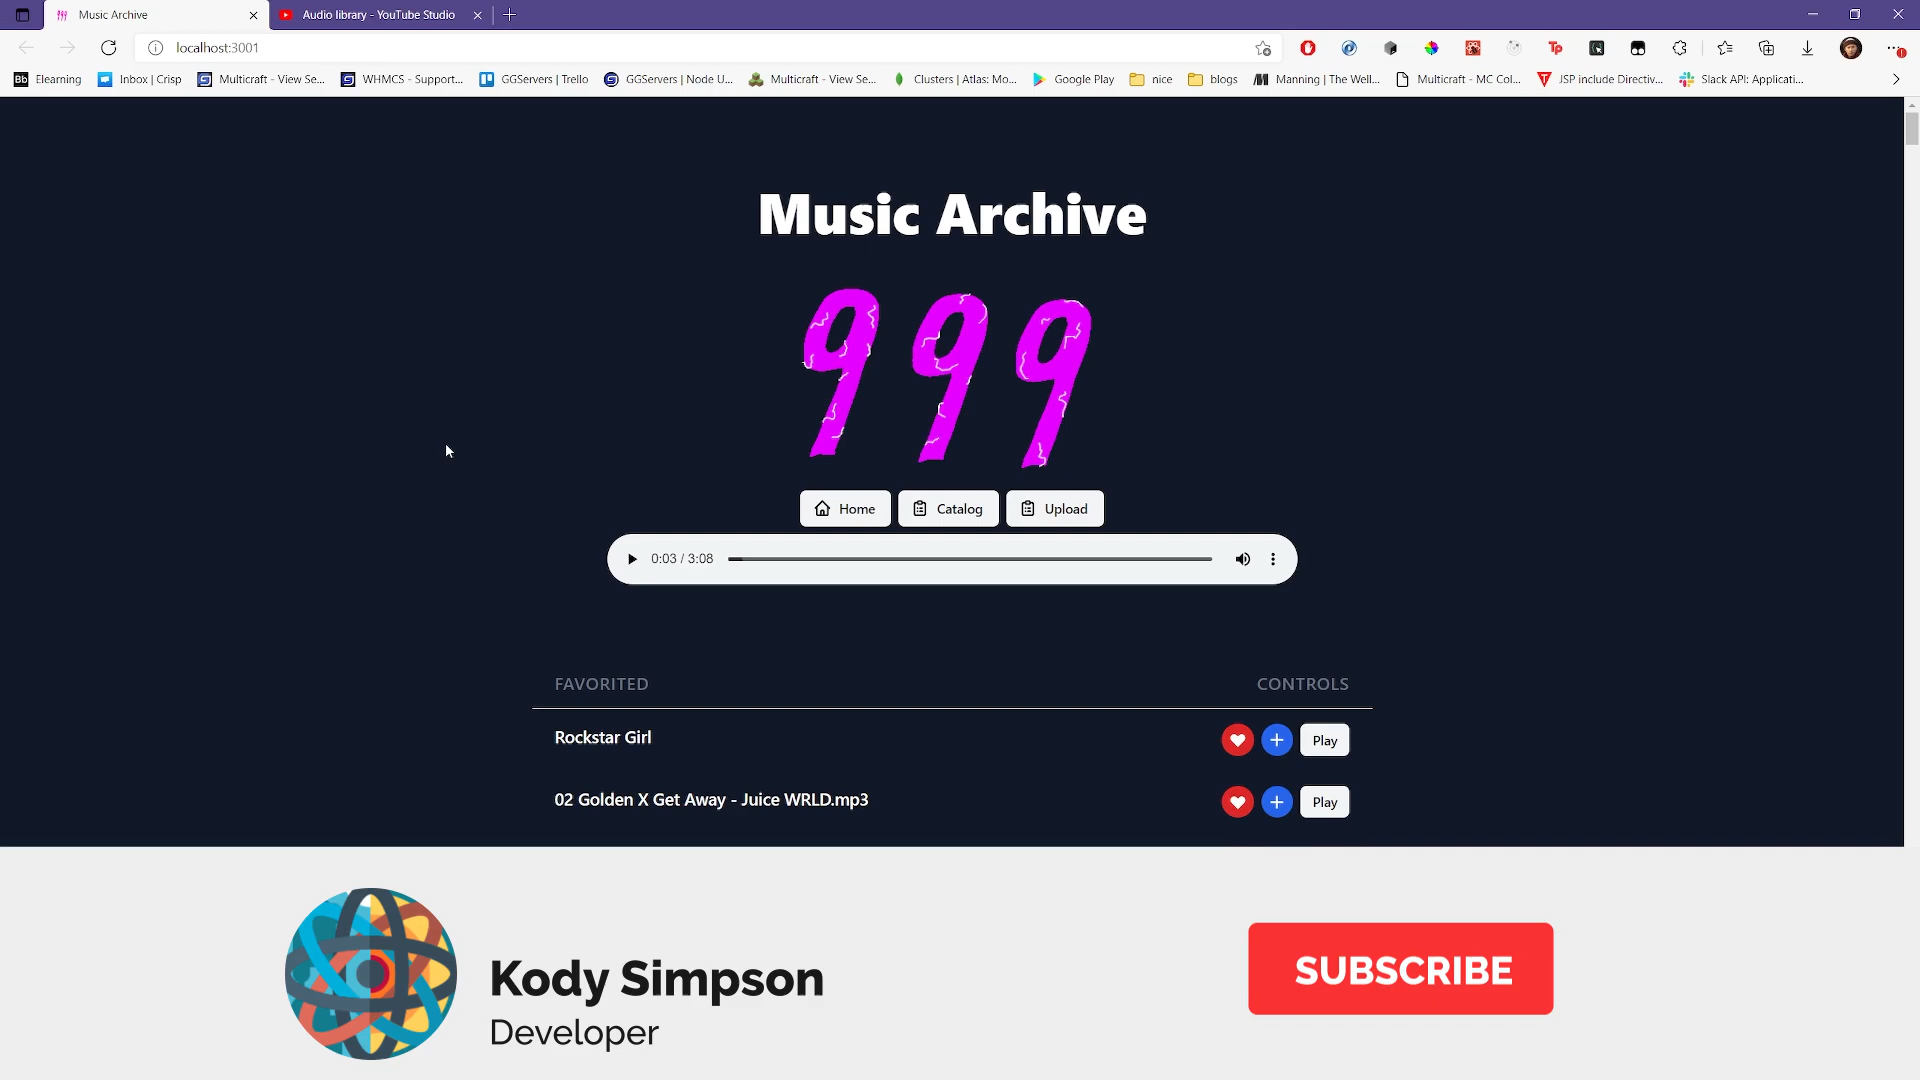 Music Archive
Audio library - YouTube Studio
localhost:3001
Tp
Bb Elearning
Inbox | Crisp
Multicraft - View Se...
WHMCS - Support...
GGServers | Trello
GGServers | Node U...
Multicraft - View Se...
Clusters | Atlas: Mo...
Google Play
nice
blogs
Manning | The Well...
Multicraft - MC Col...
JSP include Directiv...
Slack API: Applicati...
Music Archive
999
Home
Catalog
Upload
0:03 / 3:08
FAVORITED
CONTROLS
Rockstar Girl
Play
02 Golden X Get Away - Juice WRLD.mp3
Play
Kody Simpson
Developer
SUBSCRIBE